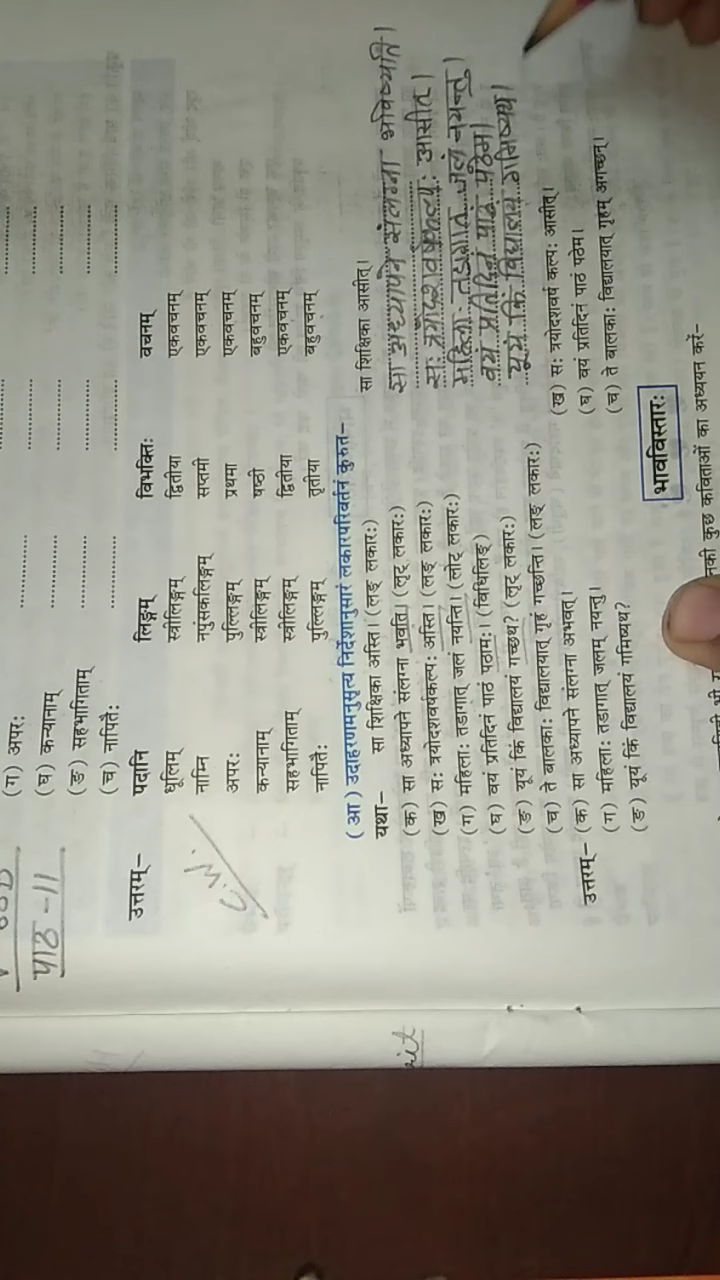 पाठ -11
(ग) अपरः ........................ ........................ ........................
(घ) कन्यानाम् ........................ ........................ ........................
(ङ) सहभागिताम् ........................ ........................ ........................
(च) नापितैः ........................ ........................ ........................
उत्तरम्– पदानि लिङ्गम् विभक्तिः वचनम्
धूलिम् स्त्रीलिङ्गम् द्वितीया एकवचनम्
नाम्नि नपुंसकलिङ्गम् सप्तमी एकवचनम्
अपरः पुल्लिङ्गम् प्रथमा एकवचनम्
कन्यानाम् स्त्रीलिङ्गम् षष्ठी बहुवचनम्
सहभागिताम् स्त्रीलिङ्गम् द्वितीया एकवचनम्
नापितैः पुल्लिङ्गम् तृतीया बहुवचनम्
C.W.
(आ) उदाहरणमनुसृत्य निर्देशानुसारं लकारपरिवर्तनं कुरुत–
यथा– सा शिक्षिका अस्ति। (लङ् लकारः) सा शिक्षिका आसीत्।
(क) सा अध्यापने संलग्ना भवति। (लृट् लकारः) सा अध्यापने संलग्ना भविष्यति।
(ख) सः त्रयोदशवर्षकल्पः अस्ति। (लङ् लकारः) सः त्रयोदशवर्षकल्पः आसीत।
(ग) महिलाः तडागात् जलं नयन्ति। (लोट् लकारः) महिलाः तडागात जलं नयन्तु।
(घ) वयं प्रतिदिनं पाठं पठामः। (विधिलिङ्) वयं प्रतिदिनं पाठं पठेम।
(ङ) यूयं किं विद्यालयं गच्छथ? (लृट् लकारः) यूयं किं विद्यालयं गमिष्यथ।
(च) ते बालकाः विद्यालयात् गृहं गच्छन्ति। (लङ् लकारः)
उत्तरम्– (क) सा अध्यापने संलग्ना अभवत्। (ख) सः त्रयोदशवर्ष कल्पः आसीत्।
(ग) महिलाः तडागात् जलम् नयन्तु। (घ) वयं प्रतिदिनं पाठं पठेम।
(ङ) यूयं किं विद्यालयं गमिष्यथ? (च) ते बालकाः विद्यालयात् गृहम् अगच्छन्।
भावविस्तारः
कुछ कविताओं का अध्ययन करें–